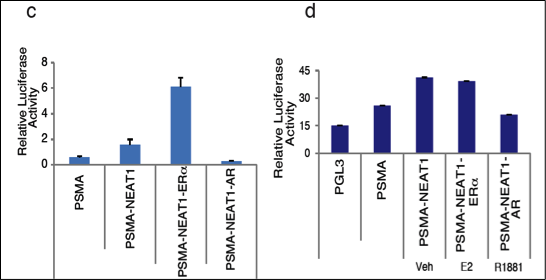 c
Relative Luciferase
Activity
8
6
4
2
0
PSMA
PSMA-NEAT1
PSMA-NEAT1-ERα
PSMA-NEAT1-AR
d
Relative Luciferase
Activity
45
30
15
0
PGL3
PSMA
PSMA-NEAT1
PSMA-NEAT1-
ERα
PSMA-NEAT1-
AR
Veh
E2
R1881